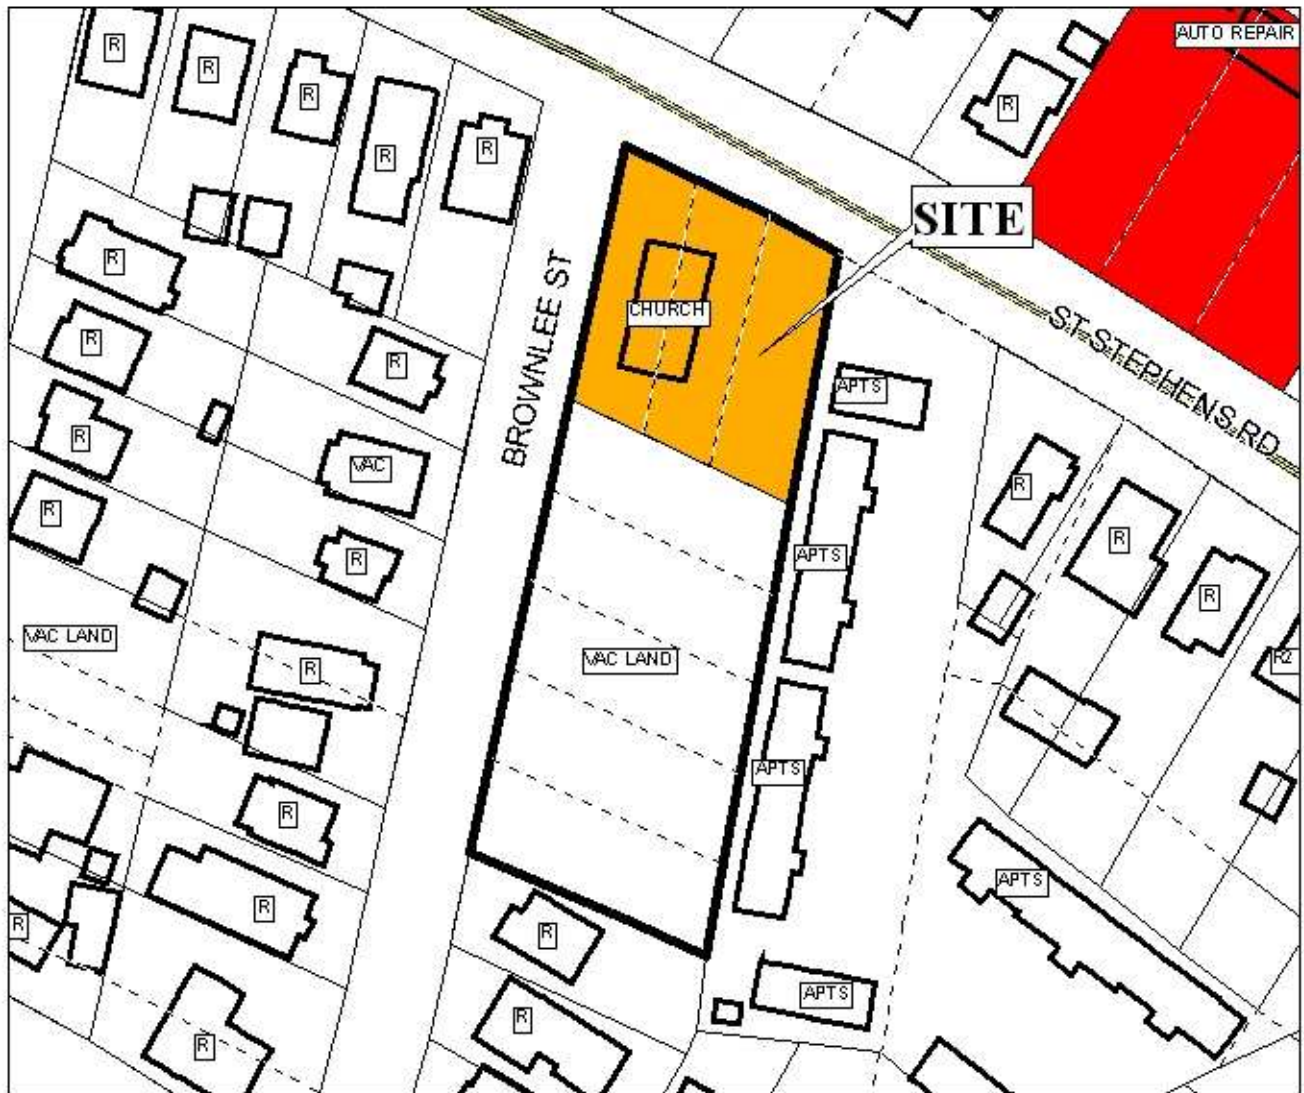 R
R
R
R
R
R
AUTO REPAIR
SITE
R
R
R
R
VAC
R
R
VAC LAND
R
R
R
R
R
BROWNLEE ST
CHURCH
ST STEPHENS RD
APTS
APTS
APTS
APTS
APTS
VAC LAND
R
R
R
R2
R
R